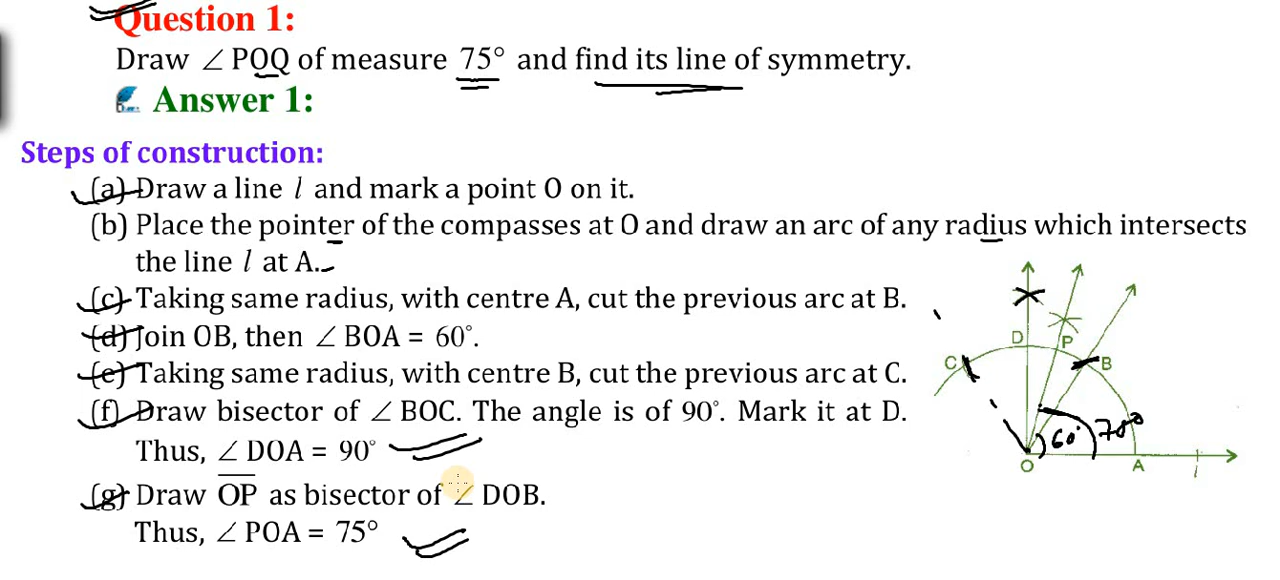 Question 1:
Draw ∠ POQ of measure 75° and find its line of symmetry.
Answer 1:
Steps of construction:
(a) Draw a line l and mark a point O on it.
(b) Place the pointer of the compasses at O and draw an arc of any radius which intersects
the line l at A.
(c) Taking same radius, with centre A, cut the previous arc at B.
(d) Join OB, then ∠ BOA = 60°.
(e) Taking same radius, with centre B, cut the previous arc at C.
(f) Draw bisector of ∠ BOC. The angle is of 90°. Mark it at D.
Thus, ∠ DOA = 90°
(g) Draw O̅P̅ as bisector of ∠ DOB.
Thus, ∠ POA = 75°
D P
C B
60° 
O A l